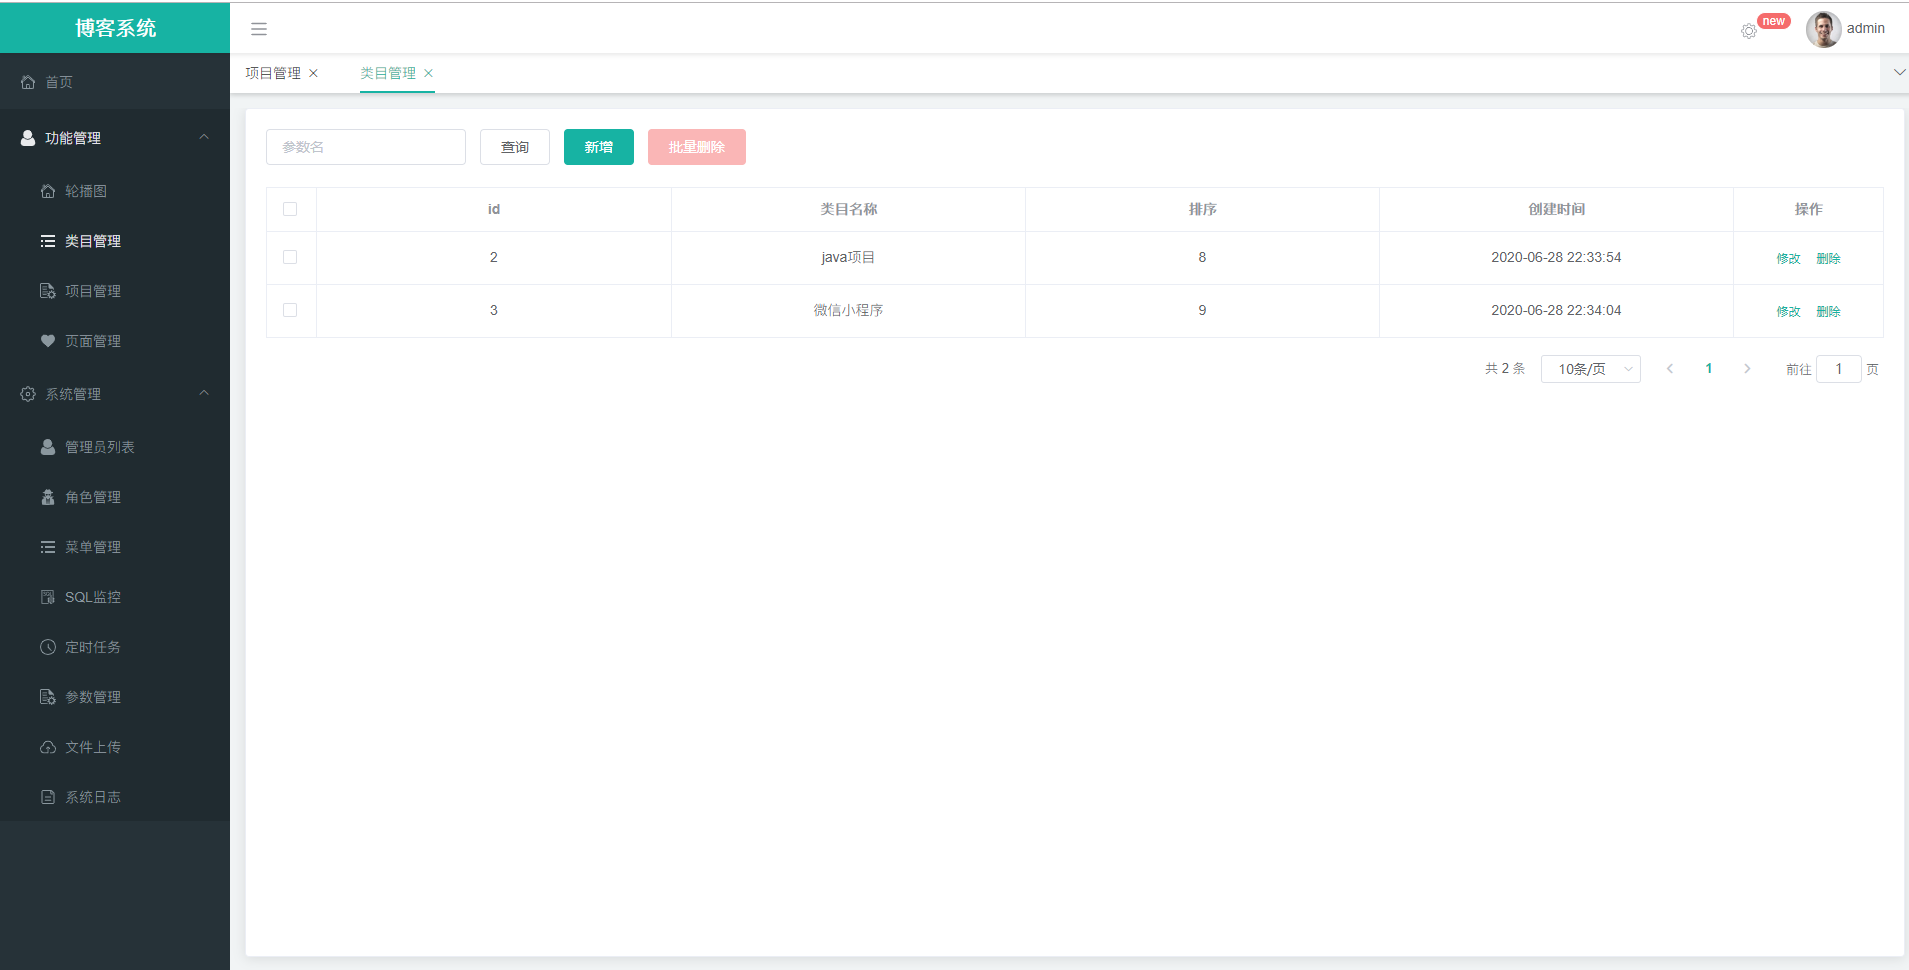 博客系统
new
admin
首页
功能管理
轮播图
类目管理
项目管理
页面管理
系统管理
管理员列表
角色管理
菜单管理
SQL监控
定时任务
参数管理
文件上传
系统日志
项目管理 类目管理
参数名 查询 新增 批量删除
id 类目名称 排序 创建时间 操作
2 java项目 8 2020-06-28 22:33:54 修改 删除
3 微信小程序 9 2020-06-28 22:34:04 修改 删除
共 2 条 10条/页 1 前往 1 页